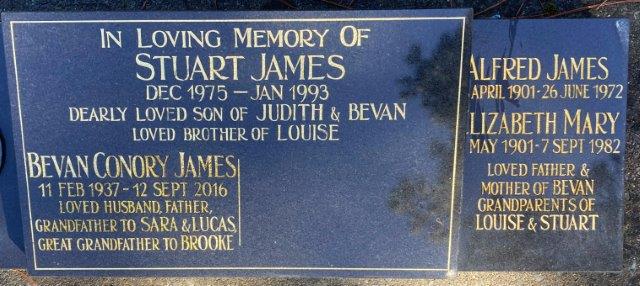 IN LOVING MEMORY OF
STUART JAMES
DEC 1975 - JAN 1993
DEARLY LOVED SON OF JUDITH & BEVAN
LOVED BROTHER OF LOUISE
BEVAN CONORY JAMES
11 FEB 1937 - 12 SEPT 2016
LOVED HUSBAND, FATHER,
GRANDFATHER TO SARA & LUCAS,
GREAT GRANDFATHER TO BROOKE
ALFRED JAMES
APRIL 1901 - 26 JUNE 1972
LIZABETH MARY
MAY 1901 - 7 SEPT 1982
LOVED FATHER &
MOTHER OF BEVAN
GRANDPARENTS OF
LOUISE & STUART